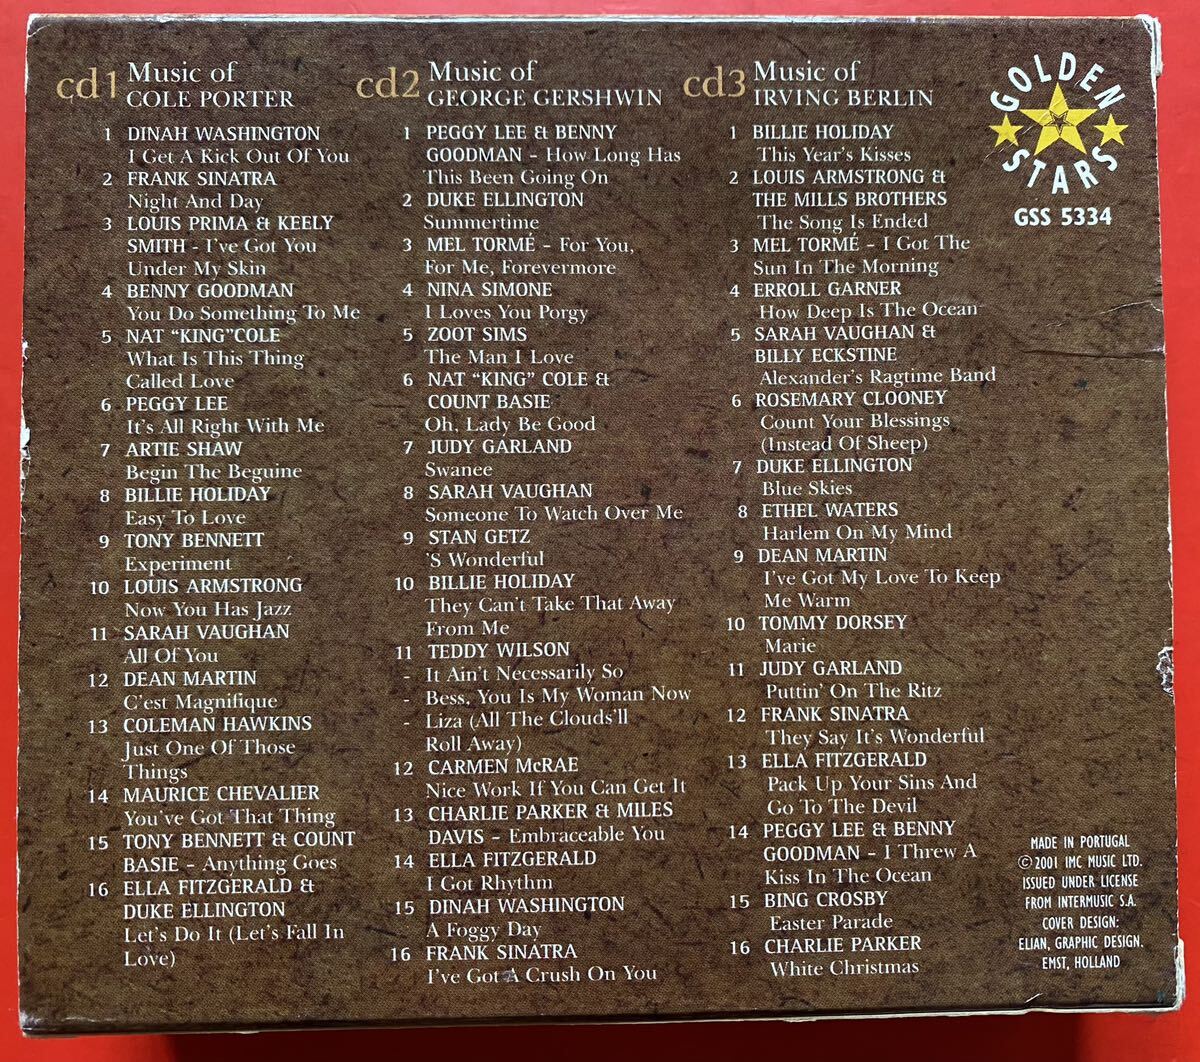 cd1 Music of
COLE PORTER
1 DINAH WASHINGTON
I Get A Kick Out Of You
2 FRANK SINATRA
Night And Day
3 LOUIS PRIMA & KEELY
SMITH – I've Got You
Under My Skin
4 BENNY GOODMAN
You Do Something To Me
5 NAT “KING”COLE
What Is This Thing
Called Love
6 PEGGY LEE
It's All Right With Me
7 ARTIE SHAW
Begin The Beguine
8 BILLIE HOLIDAY
Easy To Love
9 TONY BENNETT
Experiment
10 LOUIS ARMSTRONG
Now You Has Jazz
11 SARAH VAUGHAN
All Of You
12 DEAN MARTIN
C'est Magnifique
13 COLEMAN HAWKINS
Just One Of Those
Things
14 MAURICE CHEVALIER
You've Got That Thing
15 TONY BENNETT & COUNT
BASIE – Anything Goes
16 ELLA FITZGERALD &
DUKE ELLINGTON
Let's Do It (Let's Fall In
Love)
cd2 Music of
GEORGE GERSHWIN
1 PEGGY LEE & BENNY
GOODMAN – How Long Has
This Been Going On
2 DUKE ELLINGTON
Summertime
3 MEL TORMÉ – For You,
For Me, Forevermore
4 NINA SIMONE
I Loves You Porgy
5 ZOOT SIMS
The Man I Love
6 NAT “KING” COLE &
COUNT BASIE
Oh, Lady Be Good
7 JUDY GARLAND
Swanee
8 SARAH VAUGHAN
Someone To Watch Over Me
9 STAN GETZ
'S Wonderful
10 BILLIE HOLIDAY
They Can't Take That Away
From Me
11 TEDDY WILSON
- It Ain't Necessarily So
- Bess, You Is My Woman Now
- Liza (All The Clouds'll
Roll Away)
12 CARMEN McRAE
Nice Work If You Can Get It
13 CHARLIE PARKER & MILES
DAVIS – Embraceable You
14 ELLA FITZGERALD
I Got Rhythm
15 DINAH WASHINGTON
A Foggy Day
16 FRANK SINATRA
I've Got A Crush On You
cd3 Music of
IRVING BERLIN
1 BILLIE HOLIDAY
This Year's Kisses
2 LOUIS ARMSTRONG &
THE MILLS BROTHERS
The Song Is Ended
3 MEL TORMÉ – I Got The
Sun In The Morning
4 ERROLL GARNER
How Deep Is The Ocean
5 SARAH VAUGHAN &
BILLY ECKSTINE
Alexander's Ragtime Band
6 ROSEMARY CLOONEY
Count Your Blessings
(Instead Of Sheep)
7 DUKE ELLINGTON
Blue Skies
8 ETHEL WATERS
Harlem On My Mind
9 DEAN MARTIN
I've Got My Love To Keep
Me Warm
10 TOMMY DORSEY
Marie
11 JUDY GARLAND
Puttin' On The Ritz
12 FRANK SINATRA
They Say It's Wonderful
13 ELLA FITZGERALD
Pack Up Your Sins And
Go To The Devil
14 PEGGY LEE & BENNY
GOODMAN – I Threw A
Kiss In The Ocean
15 BING CROSBY
Easter Parade
16 CHARLIE PARKER
White Christmas
GOLDEN
STARS
GSS 5334
MADE IN PORTUGAL
℗2001 IMC MUSIC LTD.
ISSUED UNDER LICENSE
FROM INTERMUSIC S.A.
COVER DESIGN:
ELIAN, GRAPHIC DESIGN.
EMST, HOLLAND